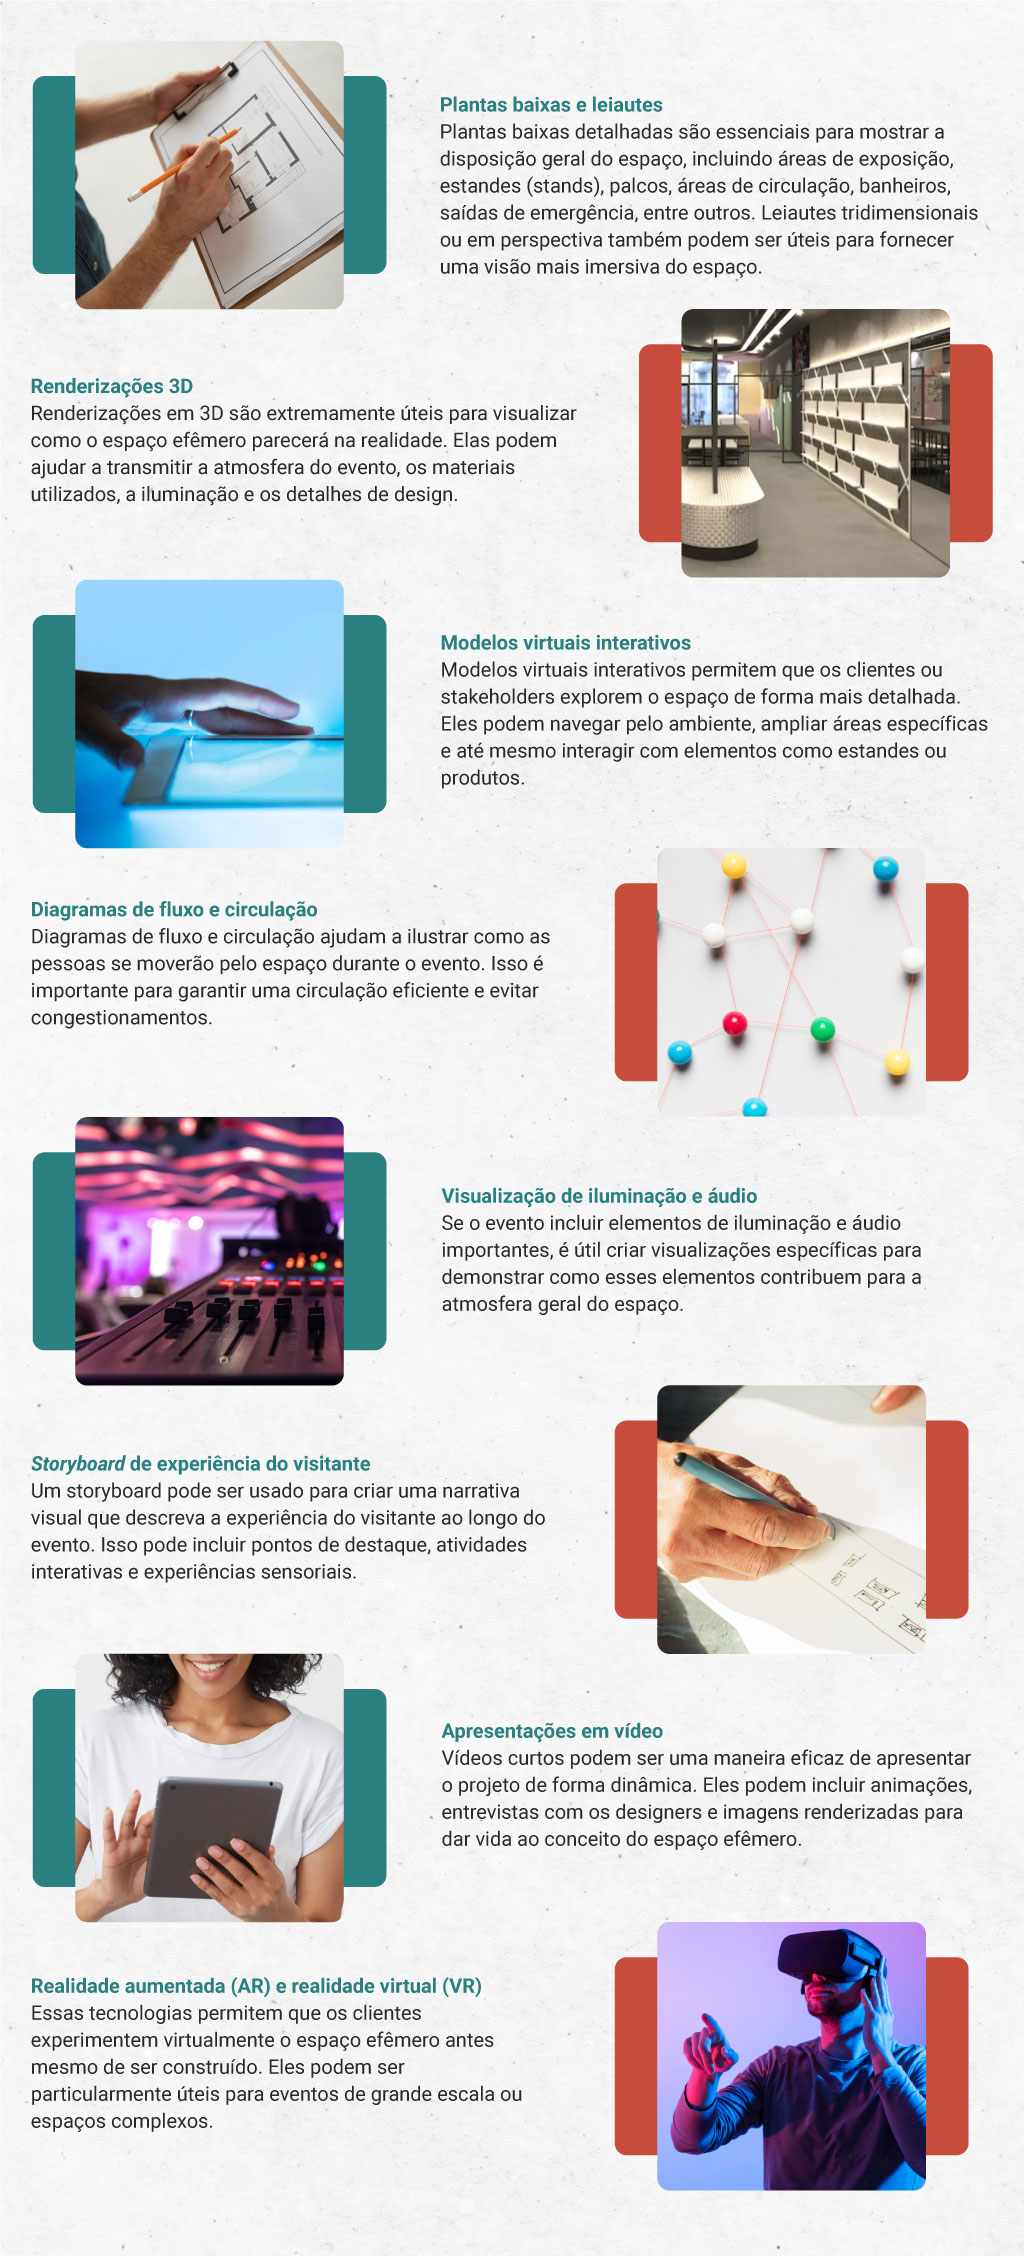 Plantas baixas e leiautes
Plantas baixas detalhadas são essenciais para mostrar a
disposição geral do espaço, incluindo áreas de exposição,
estandes (stands), palcos, áreas de circulação, banheiros,
saídas de emergência, entre outros. Leiautes tridimensionais
ou em perspectiva também podem ser úteis para fornecer
uma visão mais imersiva do espaço.
Renderizações 3D
Renderizações em 3D são extremamente úteis para visualizar
como o espaço efêmero parecerá na realidade. Elas podem
ajudar a transmitir a atmosfera do evento, os materiais
utilizados, a iluminação e os detalhes de design.
Modelos virtuais interativos
Modelos virtuais interativos permitem que os clientes ou
stakeholders explorem o espaço de forma mais detalhada.
Eles podem navegar pelo ambiente, ampliar áreas específicas
e até mesmo interagir com elementos como estandes ou
produtos.
Diagramas de fluxo e circulação
Diagramas de fluxo e circulação ajudam a ilustrar como as
pessoas se moverão pelo espaço durante o evento. Isso é
importante para garantir uma circulação eficiente e evitar
congestionamentos.
Visualização de iluminação e áudio
Se o evento incluir elementos de iluminação e áudio
importantes, é útil criar visualizações específicas para
demonstrar como esses elementos contribuem para a
atmosfera geral do espaço.
Storyboard de experiência do visitante
Um storyboard pode ser usado para criar uma narrativa
visual que descreva a experiência do visitante ao longo do
evento. Isso pode incluir pontos de destaque, atividades
interativas e experiências sensoriais.
Apresentações em vídeo
Vídeos curtos podem ser uma maneira eficaz de apresentar
o projeto de forma dinâmica. Eles podem incluir animações,
entrevistas com os designers e imagens renderizadas para
dar vida ao conceito do espaço efêmero.
Realidade aumentada (AR) e realidade virtual (VR)
Essas tecnologias permitem que os clientes
experimentem virtualmente o espaço efêmero antes
mesmo de ser construído. Eles podem ser
particularmente úteis para eventos de grande escala ou
espaços complexos.